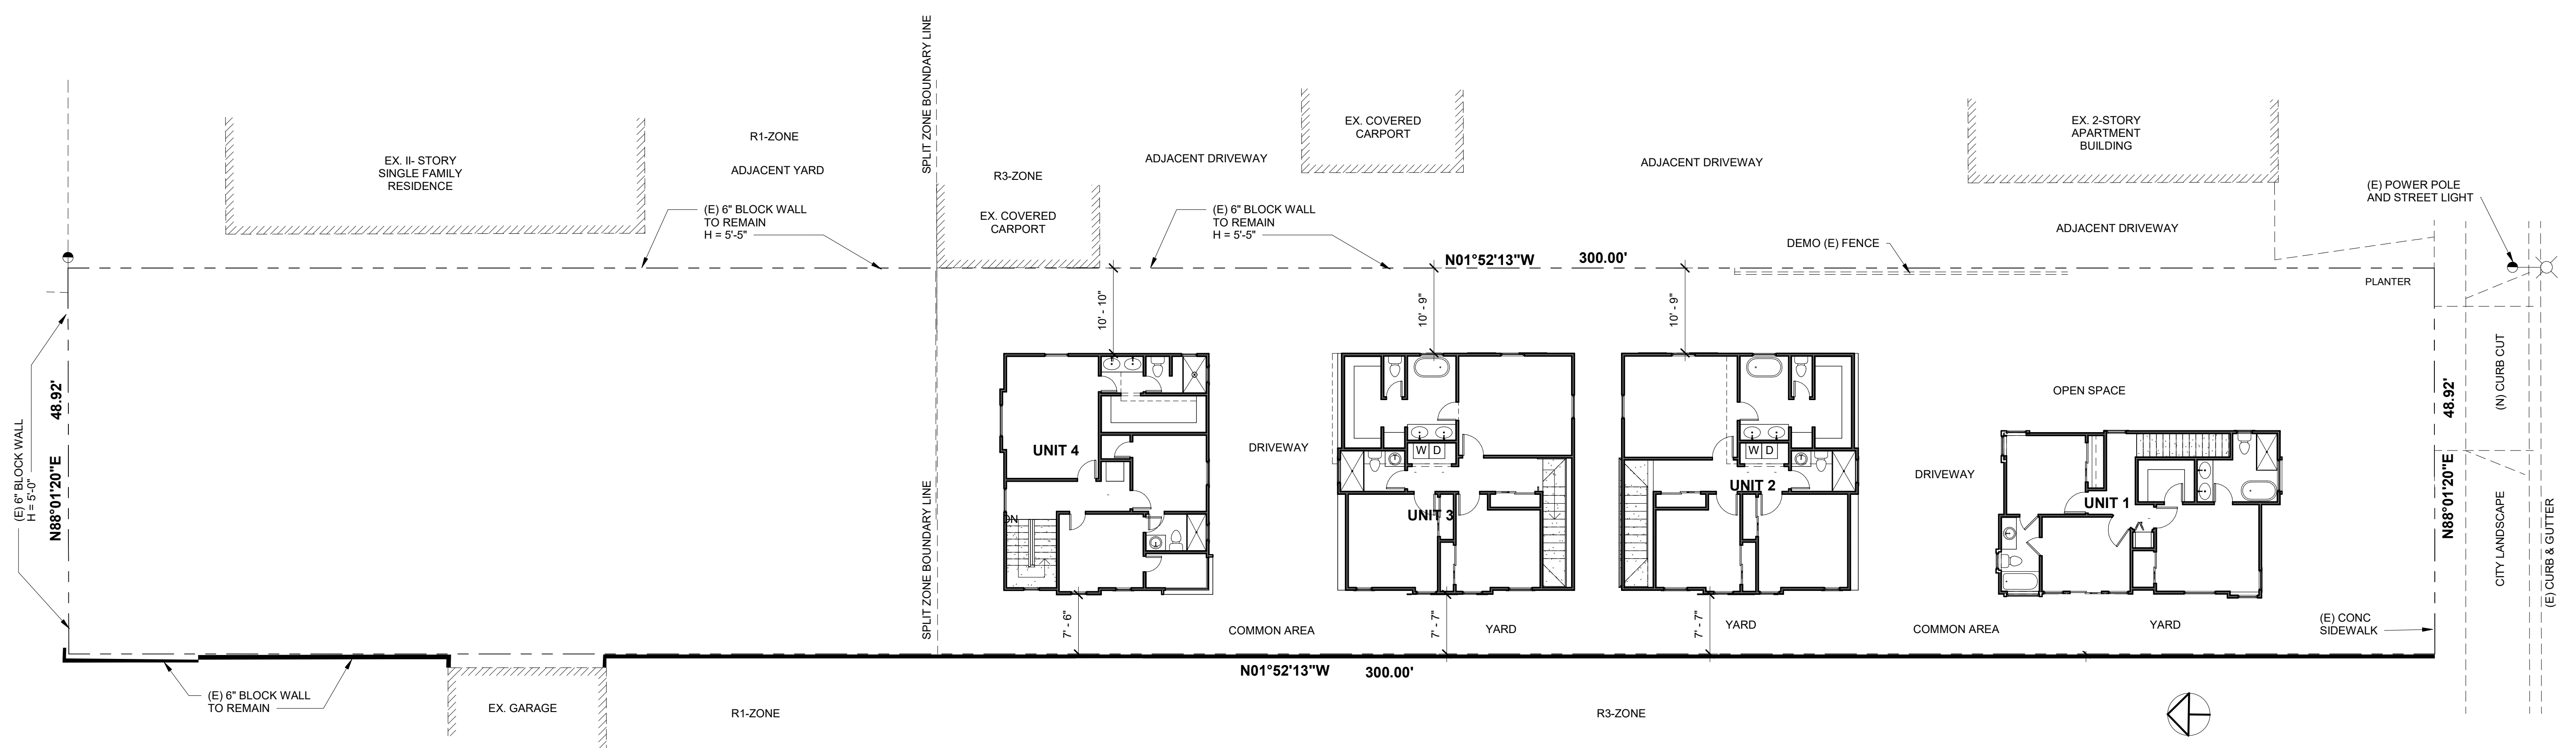 SPLIT ZONE BOUNDARY LINE
R1-ZONE
ADJACENT YARD
EX. II- STORY
SINGLE FAMILY
RESIDENCE
(E) 6" BLOCK WALL
TO REMAIN
H = 5'-5"
R3-ZONE
EX. COVERED
CARPORT
ADJACENT DRIVEWAY
(E) 6" BLOCK WALL
TO REMAIN
H = 5'-5"
EX. COVERED
CARPORT
ADJACENT DRIVEWAY
EX. 2-STORY
APARTMENT
BUILDING
(E) POWER POLE
AND STREET LIGHT
ADJACENT DRIVEWAY
DEMO (E) FENCE
N01°52'13"W 300.00'
PLANTER
10' - 10"
10' - 9"
10' - 9"
(E) 6" BLOCK WALL
H = 5'-0"
N88°01'20"E 48.92'
UNIT 4
DN
DRIVEWAY
W D
UNIT 3
W D
UNIT 2
DRIVEWAY
OPEN SPACE
UNIT 1
N88°01'20"E 48.92'
(N) CURB CUT
CITY LANDSCAPE
(E) CURB & GUTTER
SPLIT ZONE BOUNDARY LINE
7' - 6"
COMMON AREA
7' - 7"
YARD
7' - 7"
YARD
COMMON AREA
YARD
(E) CONC
SIDEWALK
N01°52'13"W 300.00'
(E) 6" BLOCK WALL
TO REMAIN
EX. GARAGE
R1-ZONE
R3-ZONE